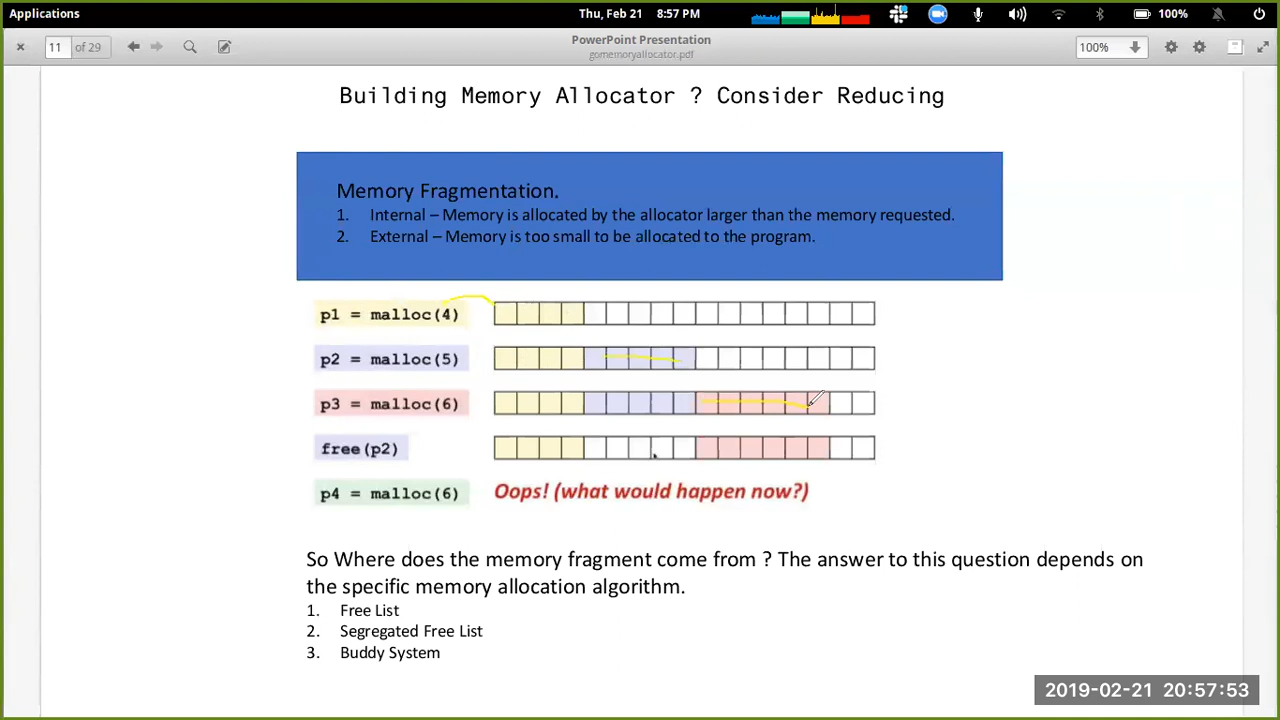 Applications
Thu, Feb 21 8:57 PM
100%
11 of 29
PowerPoint Presentation
gomemoryallocator.pdf
100%
Building Memory Allocator ? Consider Reducing
Memory Fragmentation.
1. Internal – Memory is allocated by the allocator larger than the memory requested.
2. External – Memory is too small to be allocated to the program.
p1 = malloc(4)
p2 = malloc(5)
p3 = malloc(6)
free(p2)
p4 = malloc(6)
Oops! (what would happen now?)
So Where does the memory fragment come from ? The answer to this question depends on
the specific memory allocation algorithm.
1. Free List
2. Segregated Free List
3. Buddy System
2019-02-21 20:57:53